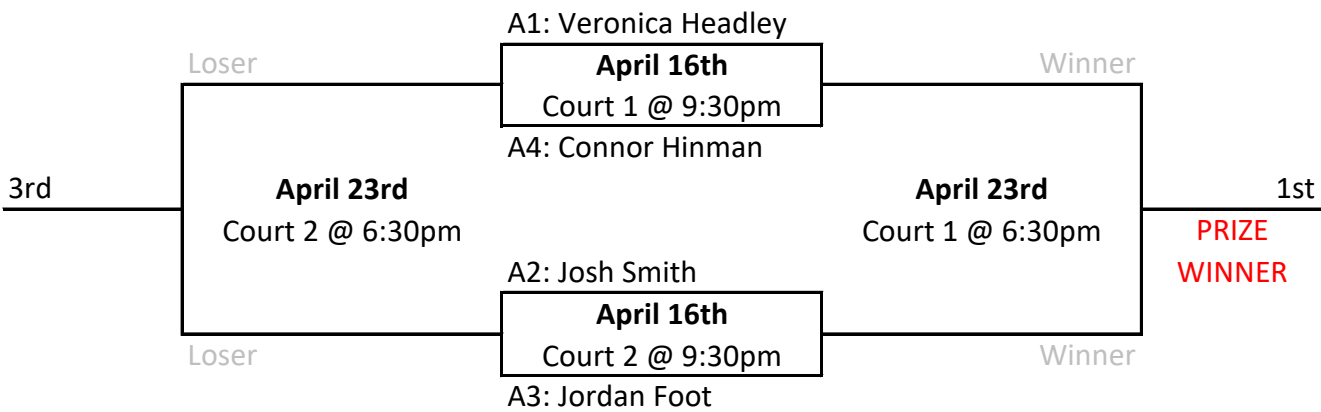 A1: Veronica Headley
Loser
April 16th
Winner
Court 1 @ 9:30pm
A4: Connor Hinman
3rd
April 23rd
April 23rd
1st
Court 2 @ 6:30pm
Court 1 @ 6:30pm
PRIZE
WINNER
A2: Josh Smith
April 16th
Loser
Court 2 @ 9:30pm
Winner
A3: Jordan Foot